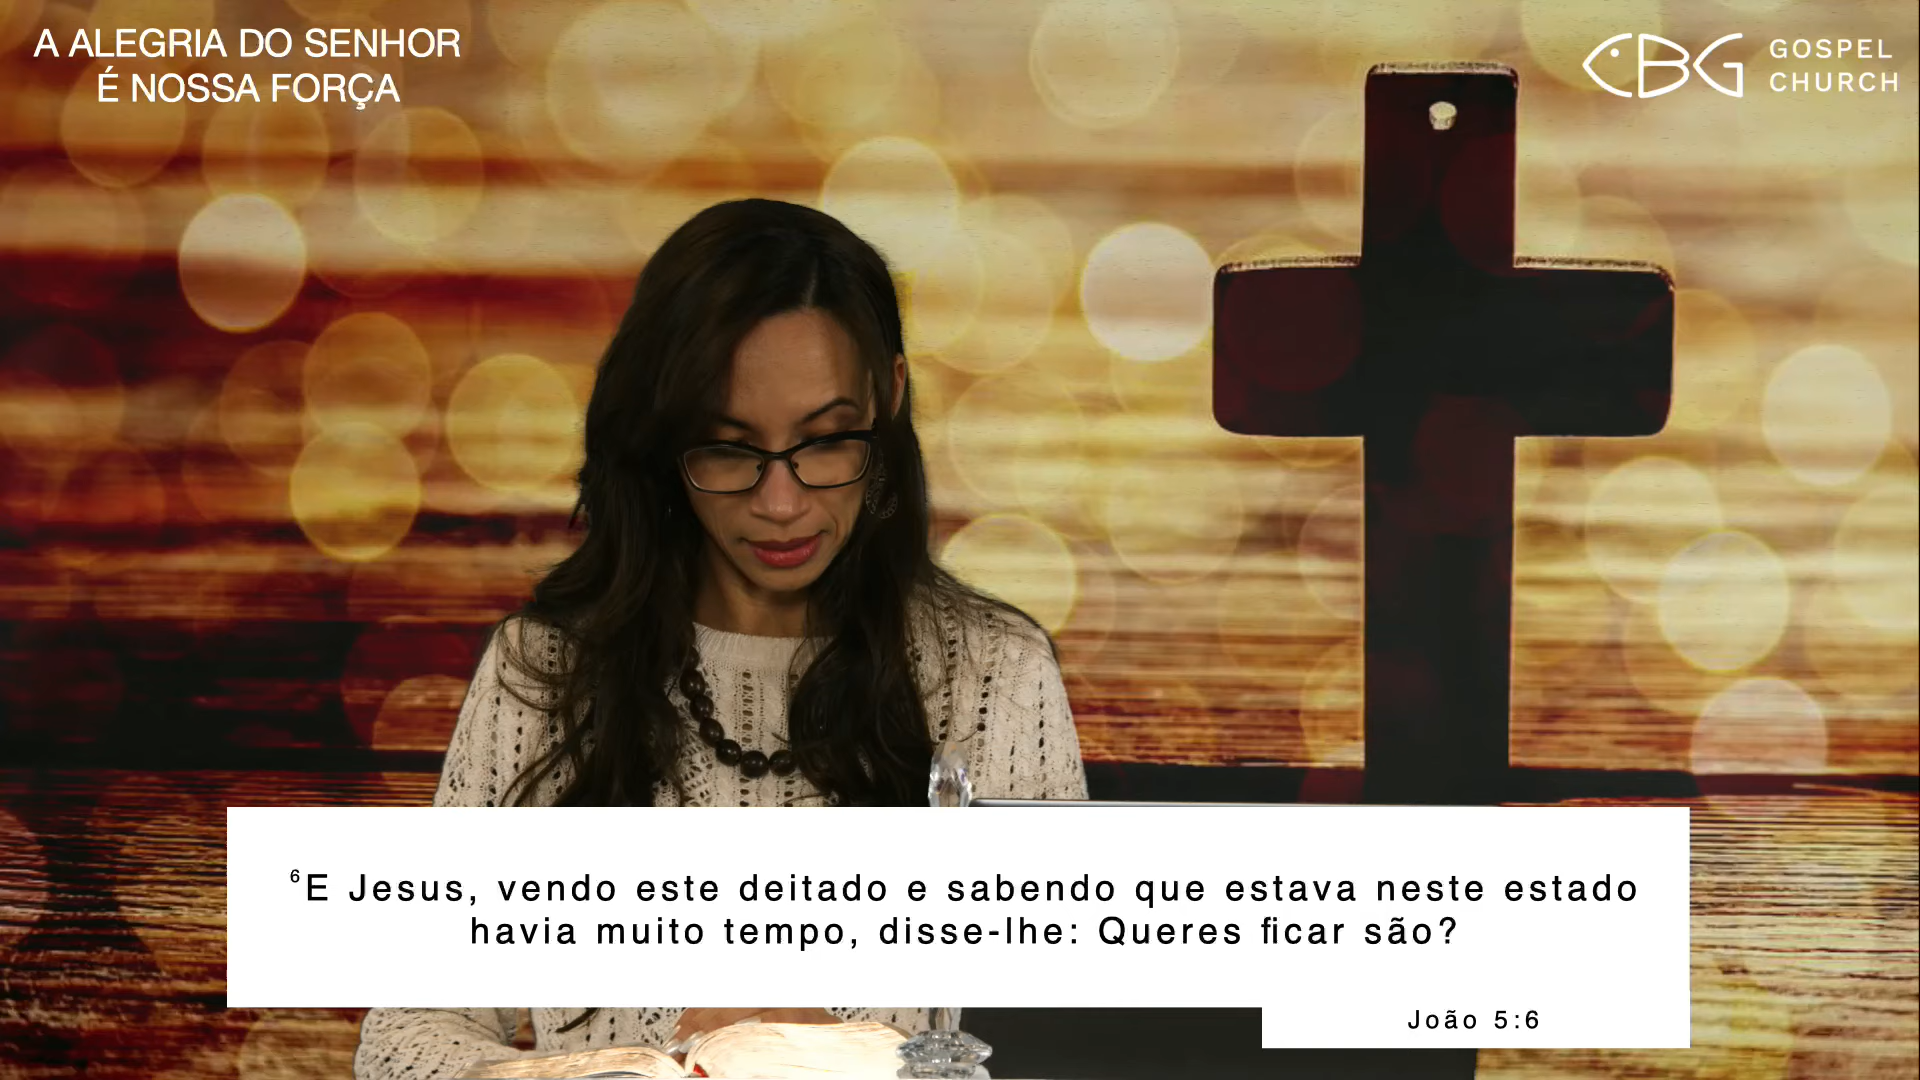 A ALEGRIA DO SENHOR
É NOSSA FORÇA
CBG GOSPEL
CHURCH
⁶E Jesus, vendo este deitado e sabendo que estava neste estado
havia muito tempo, disse-lhe: Queres ficar são?
João 5:6